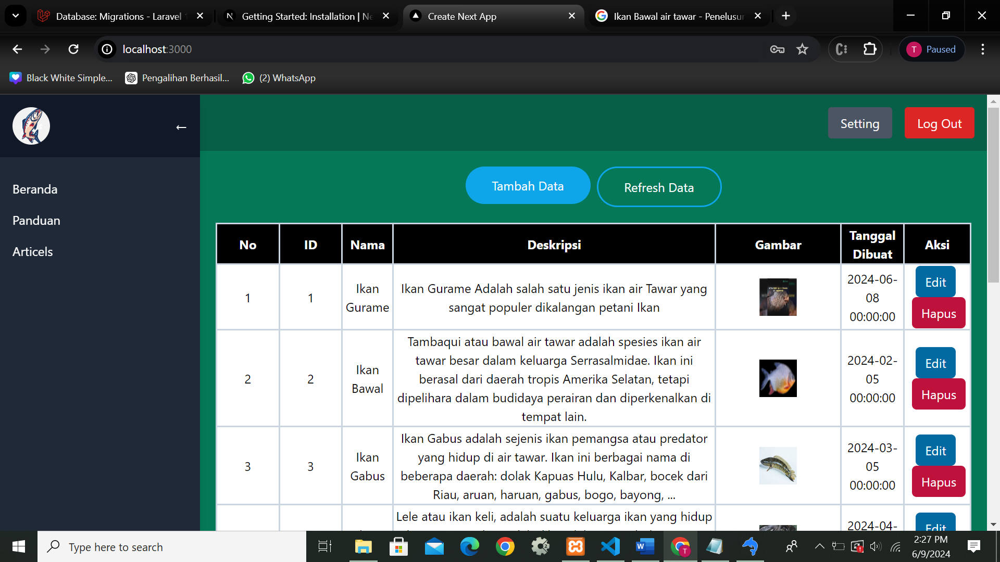 Database: Migrations - Laravel
Getting Started: Installation | Ne
Create Next App
Ikan Bawal air tawar - Penelusur
localhost:3000
T Paused
Black White Simple...
Pengalihan Berhasil...
(2) WhatsApp
←
Setting
Log Out
Beranda
Panduan
Articels
Tambah Data
Refresh Data
No
ID
Nama
Deskripsi
Gambar
Tanggal
Dibuat
Aksi
1
1
Ikan
Gurame
Ikan Gurame Adalah salah satu jenis ikan air Tawar yang
sangat populer dikalangan petani Ikan
2024-06-
08
00:00:00
Edit
Hapus
2
2
Ikan
Bawal
Tambaqui atau bawal air tawar adalah spesies ikan air
tawar besar dalam keluarga Serrasalmidae. Ikan ini
berasal dari daerah tropis Amerika Selatan, tetapi
dipelihara dalam budidaya perairan dan diperkenalkan di
tempat lain.
2024-02-
05
00:00:00
Edit
Hapus
3
3
Ikan
Gabus
Ikan Gabus adalah sejenis ikan pemangsa atau predator
yang hidup di air tawar. Ikan ini berbagai nama di
beberapa daerah: dolak Kapuas Hulu, Kalbar, bocek dari
Riau, aruan, haruan, gabus, bogo, bayong, ...
2024-03-
05
00:00:00
Edit
Hapus
Lele atau ikan keli, adalah suatu keluarga ikan yang hidup
2024-04-
Edit
Type here to search
2:27 PM
6/9/2024